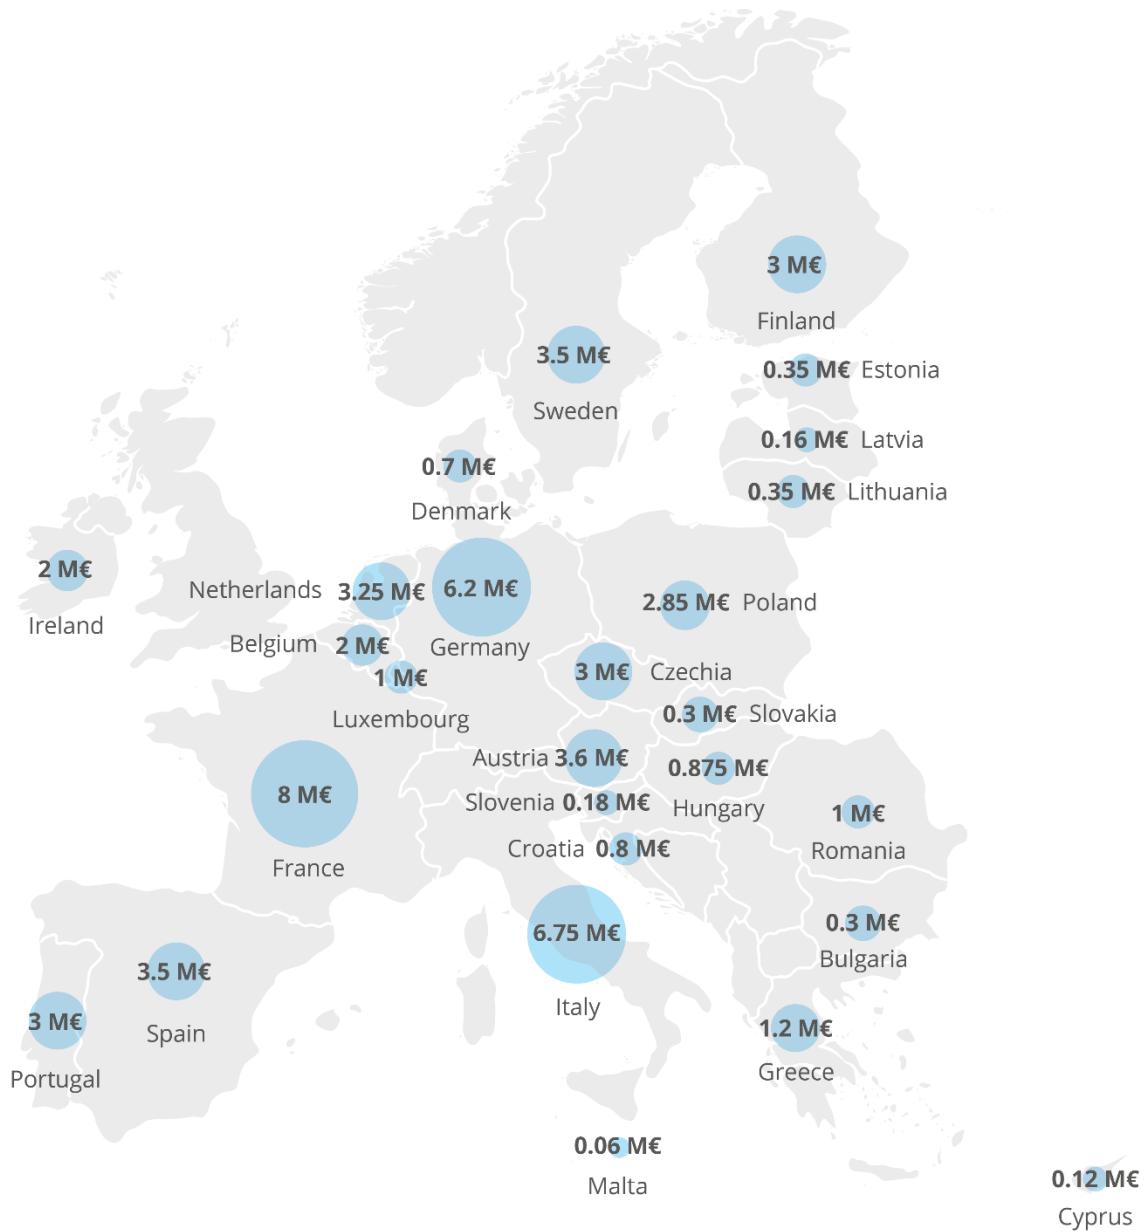 3 M€
Finland
3.5 M€
Sweden
0.35 M€ Estonia
0.16 M€ Latvia
0.7 M€
Denmark
0.35 M€ Lithuania
2 M€
Ireland
Netherlands 3.25 M€
6.2 M€
Germany
2.85 M€ Poland
Belgium 2 M€
1 M€
Luxembourg
3 M€ Czechia
0.3 M€ Slovakia
Austria 3.6 M€
0.875 M€
Hungary
8 M€
France
Slovenia 0.18 M€
1 M€
Romania
Croatia 0.8 M€
6.75 M€
Italy
0.3 M€
Bulgaria
3.5 M€
Spain
3 M€
Portugal
1.2 M€
Greece
0.06 M€
Malta
0.12 M€
Cyprus